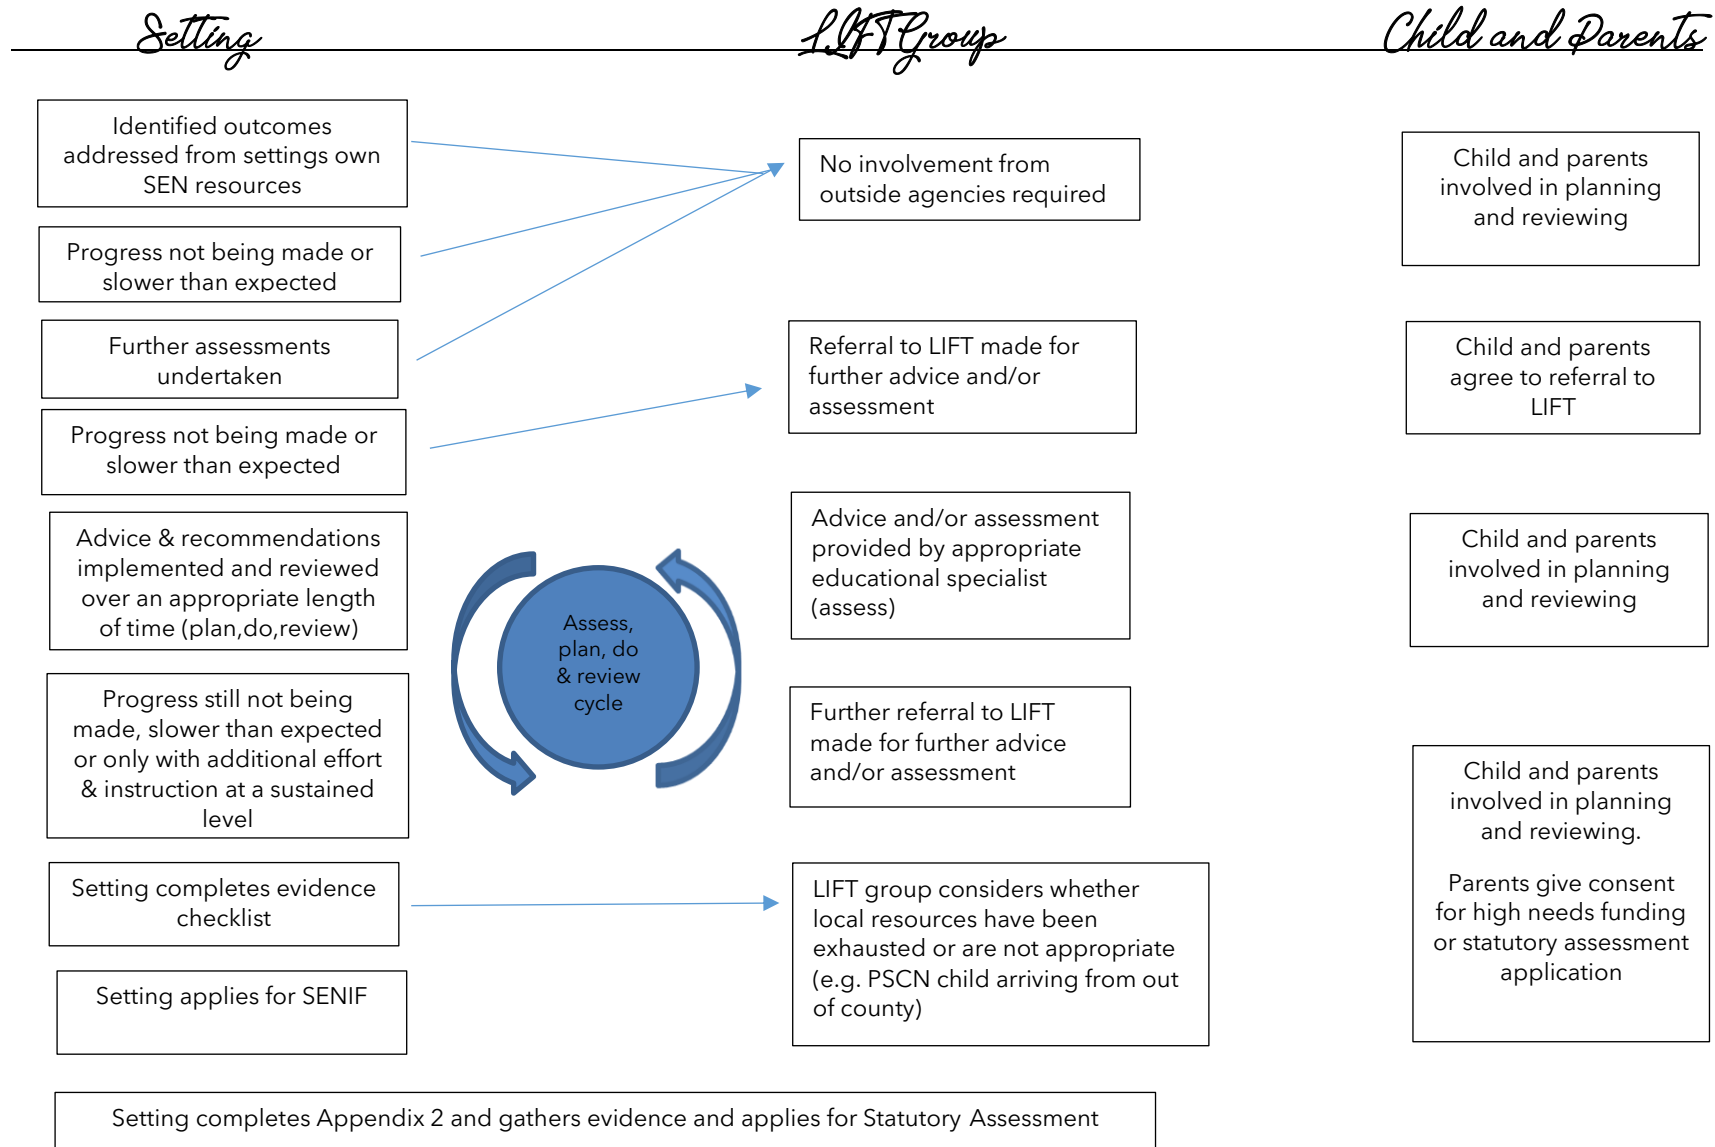 Setting
LIFT Group
Child and Parents
Identified outcomes
addressed from settings own
SEN resources
No involvement from
outside agencies required
Child and parents
involved in planning
and reviewing
Progress not being made or
slower than expected
Further assessments
undertaken
Referral to LIFT made for
further advice and/or
assessment
Child and parents
agree to referral to
LIFT
Progress not being made or
slower than expected
Advice & recommendations
implemented and reviewed
over an appropriate length
of time (plan,do,review)
Assess,
plan, do
& review
cycle
Advice and/or assessment
provided by appropriate
educational specialist
(assess)
Child and parents
involved in planning
and reviewing
Progress still not being
made, slower than expected
or only with additional effort
& instruction at a sustained
level
Further referral to LIFT
made for further advice
and/or assessment
Child and parents
involved in planning
and reviewing.
Parents give consent
for high needs funding
or statutory assessment
application
Setting completes evidence
checklist
LIFT group considers whether
local resources have been
exhausted or are not appropriate
(e.g. PSCN child arriving from out
of county)
Setting applies for SENIF
Setting completes Appendix 2 and gathers evidence and applies for Statutory Assessment